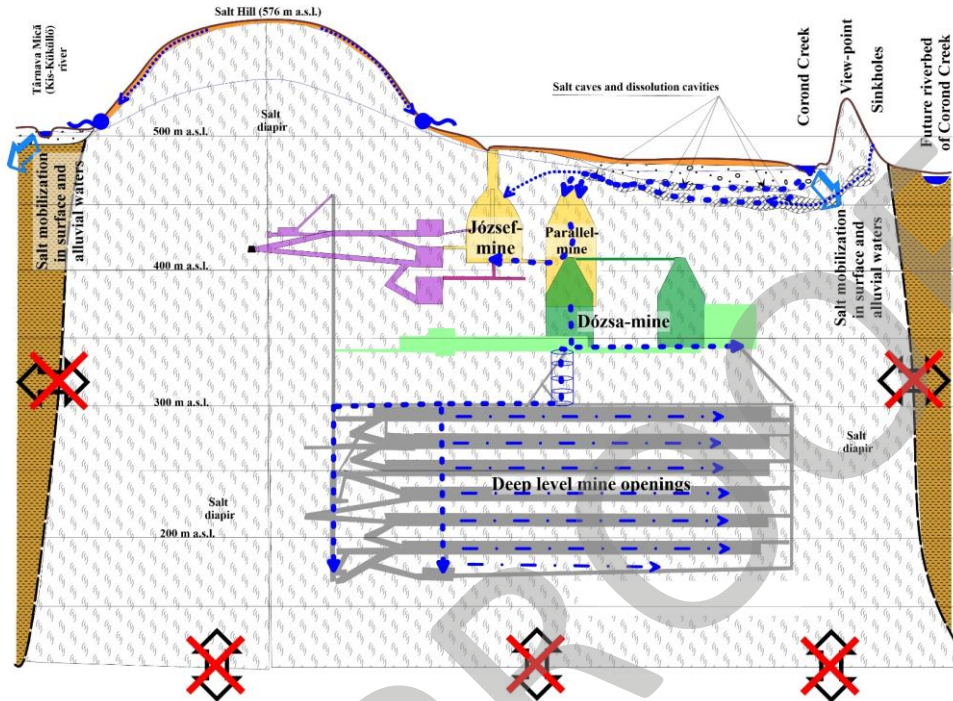 Salt Hill (576 m a.s.l.)
Târnava Mică
(Kis-Küküllő)
river
Corond Creek
View-point
Sinkholes
Future riverbed
of Corond Creek
Salt caves and dissolution cavities
Salt
diapir
500 m a.s.l.
Salt mobilization
in surface and
alluvial waters
József-
mine
Parallel-
mine
Salt mobilization
in surface and
alluvial waters
400 m a.s.l.
Dózsa-mine
300 m a.s.l.
Salt
diapir
Deep level mine openings
Salt
diapir
200 m a.s.l.